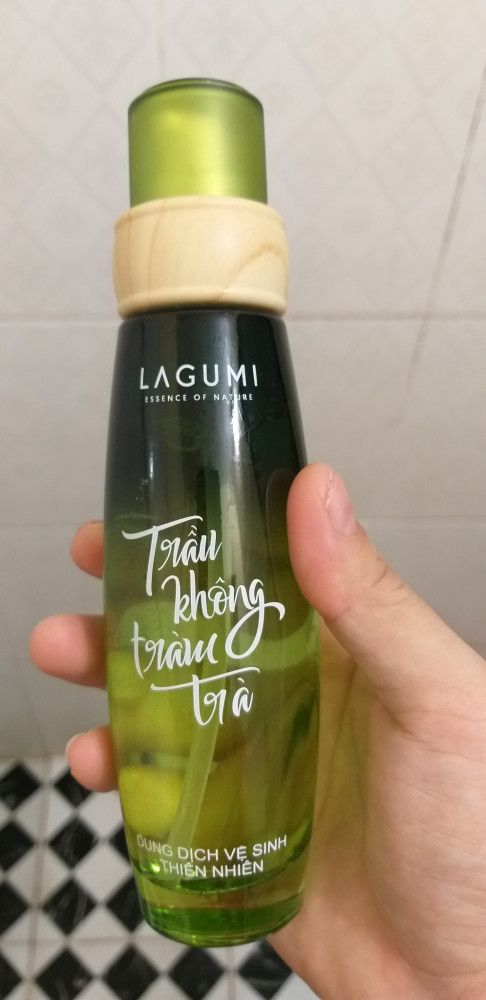 LAGUMI
ESSENCE OF NATURE
Trầu
không
tràm
trà
DUNG DỊCH VỆ SINH
THIÊN NHIÊN